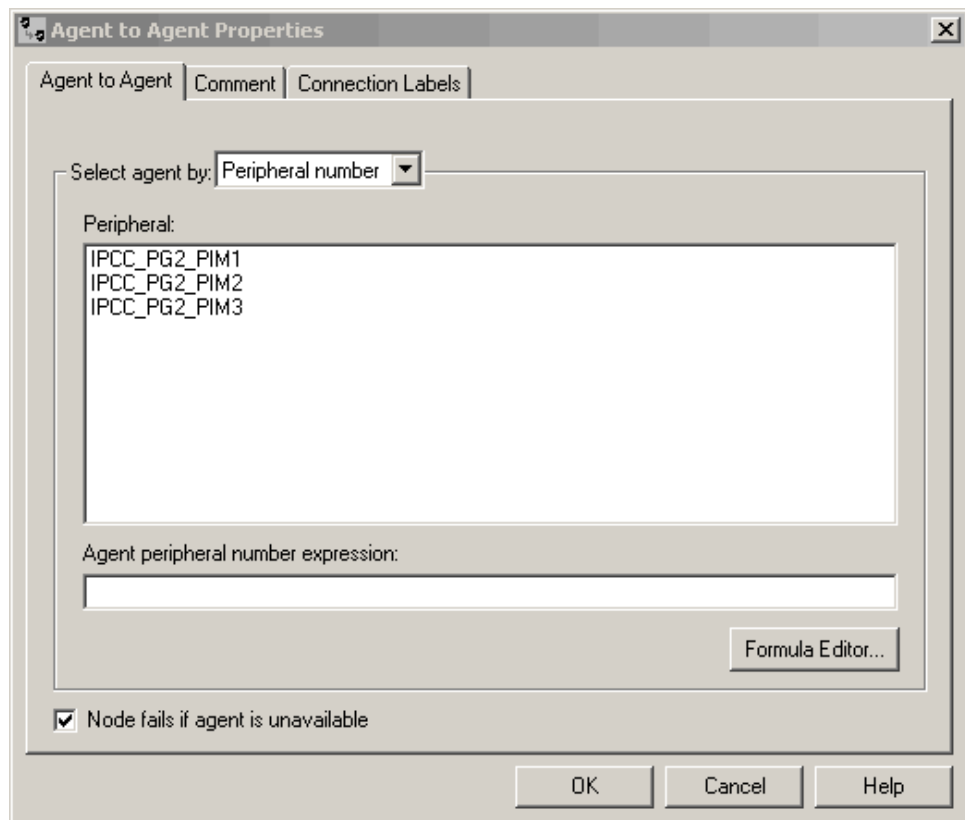 Agent to Agent Properties
Agent to Agent Comment Connection Labels
Select agent by: Peripheral number
Peripheral:
IPCC_PG2_PIM1
IPCC_PG2_PIM2
IPCC_PG2_PIM3
Agent peripheral number expression:
Formula Editor...
Node fails if agent is unavailable
OK Cancel Help